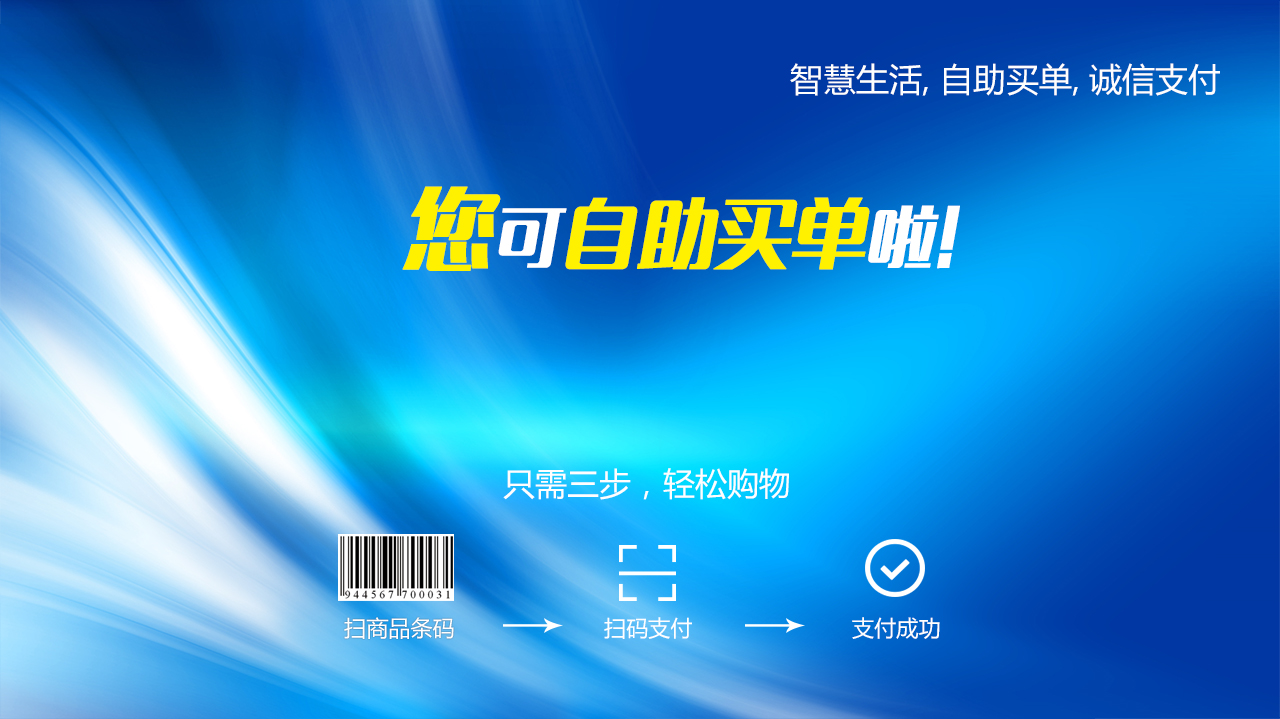 智慧生活, 自助买单, 诚信支付
您可自助买单啦!
只需三步，轻松购物
944567 700031
扫商品条码
扫码支付
支付成功